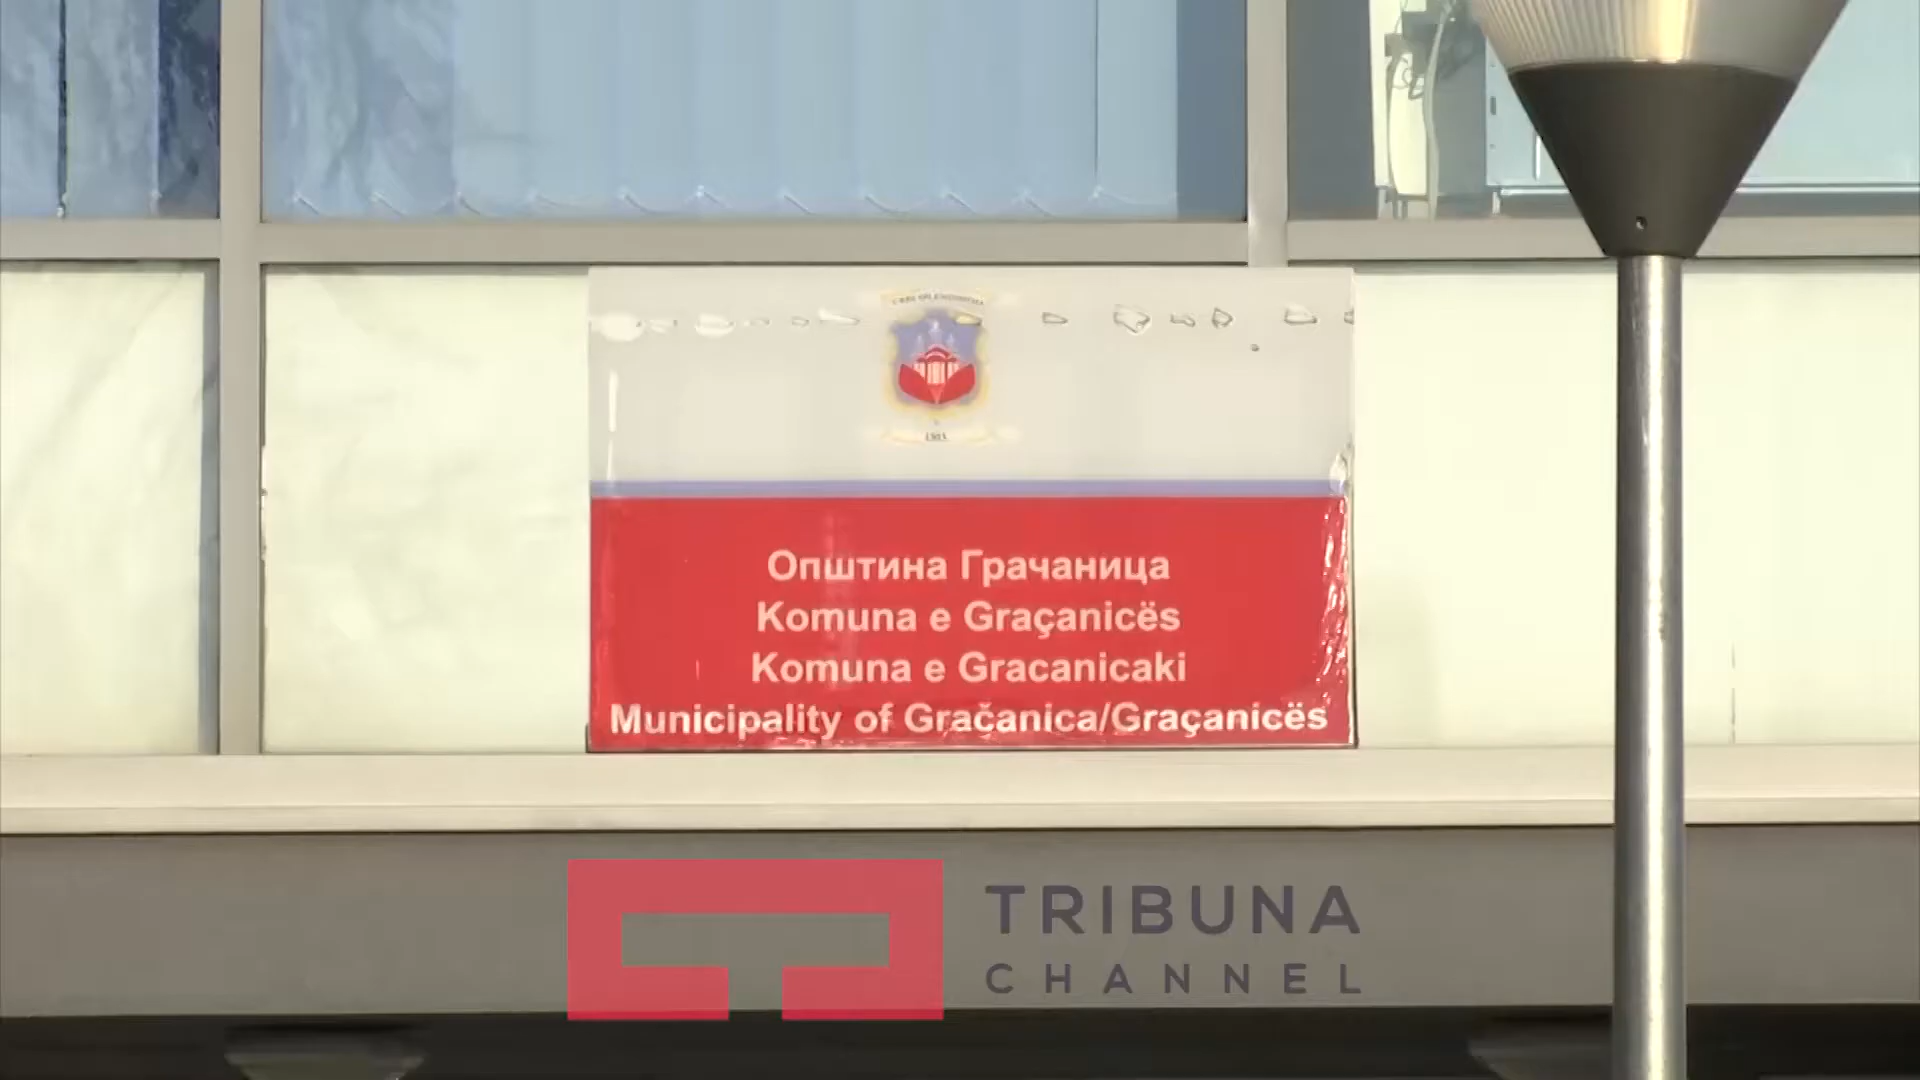 Општина Грачаница
Komuna e Graçanicës
Komuna e Gracanicaki
Municipality of Gračanica/Graçanicës
TRIBUNA
CHANNEL